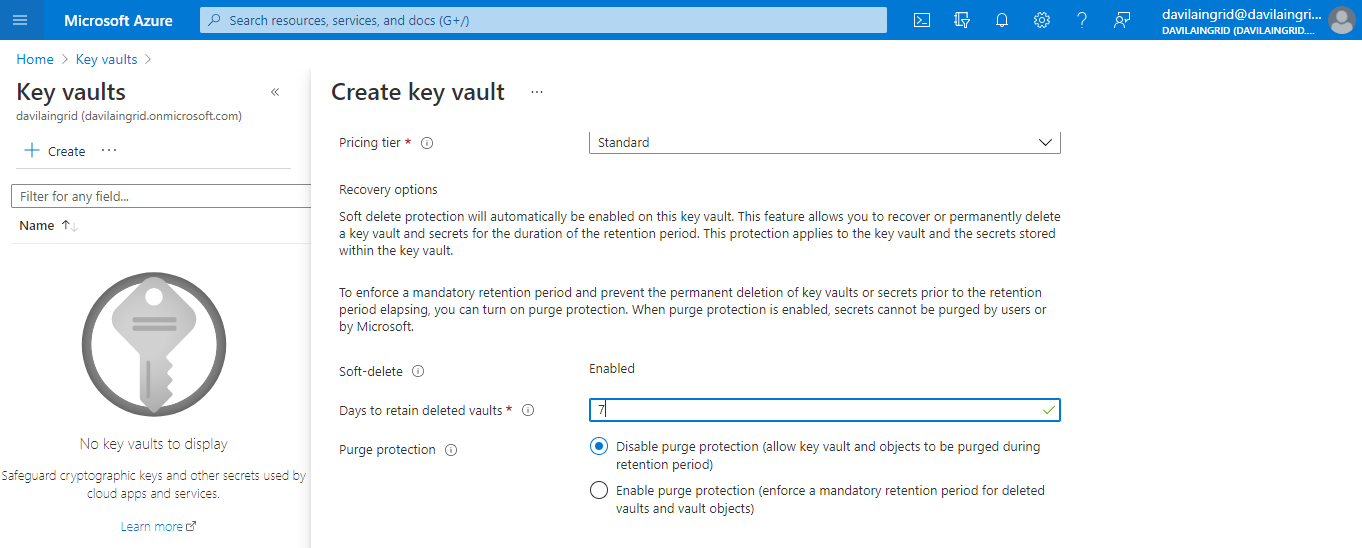 Microsoft Azure
Search resources, services, and docs (G+/)
davilaingrid@davilaingri...
DAVILAINGRID (DAVILAINGRID....
Home > Key vaults >
Key vaults
davilaingrid (davilaingrid.onmicrosoft.com)
Create
Filter for any field...
Name
No key vaults to display
Safeguard cryptographic keys and other secrets used by
cloud apps and services.
Learn more
Create key vault
Pricing tier *
Standard
Recovery options
Soft delete protection will automatically be enabled on this key vault. This feature allows you to recover or permanently delete
a key vault and secrets for the duration of the retention period. This protection applies to the key vault and the secrets stored
within the key vault.
To enforce a mandatory retention period and prevent the permanent deletion of key vaults or secrets prior to the retention
period elapsing, you can turn on purge protection. When purge protection is enabled, secrets cannot be purged by users or
by Microsoft.
Soft-delete
Enabled
Days to retain deleted vaults *
7
Purge protection
Disable purge protection (allow key vault and objects to be purged during
retention period)
Enable purge protection (enforce a mandatory retention period for deleted
vaults and vault objects)